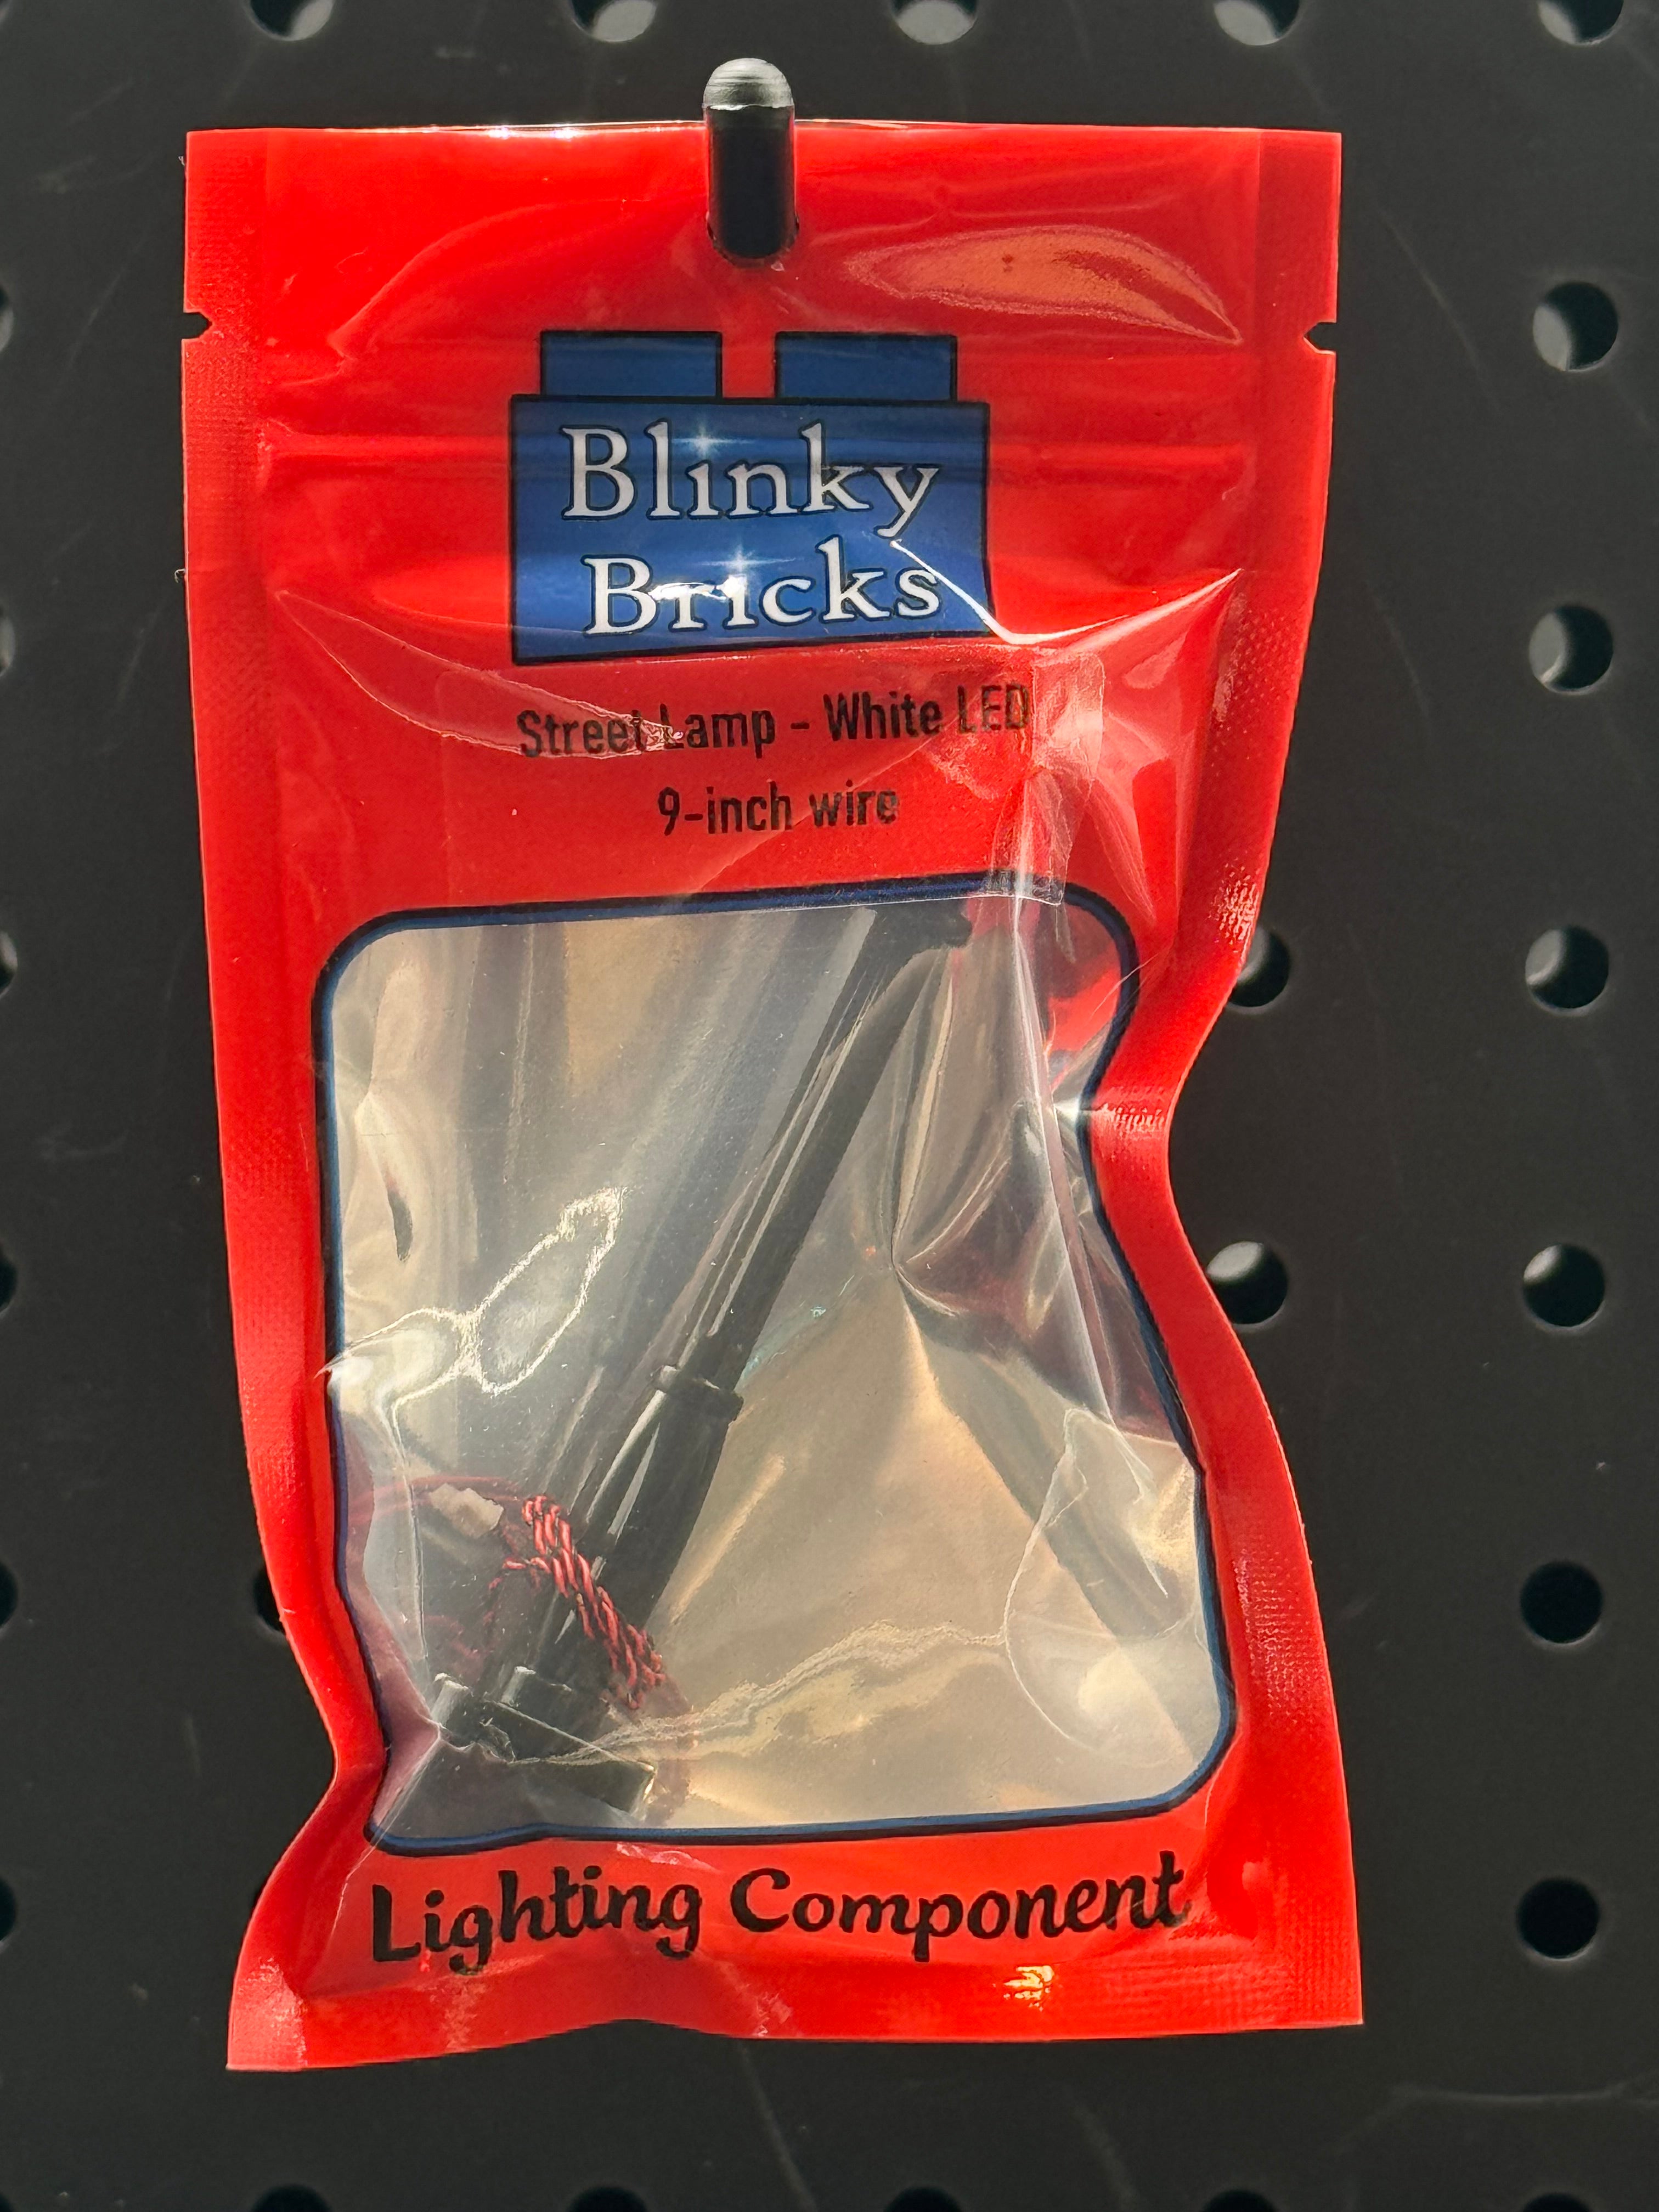 Blinky
Bricks
Street Lamp - White LED
9-inch wire
Lighting Component